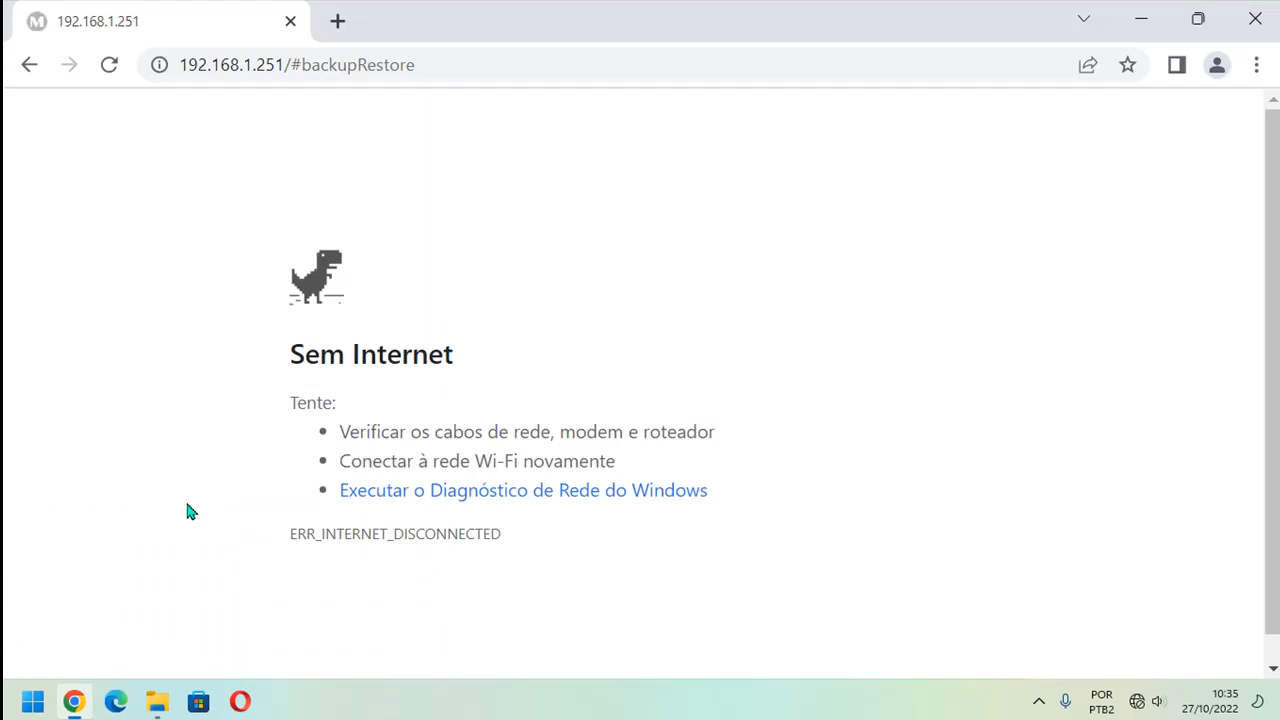 M 192.168.1.251
192.168.1.251/#backupRestore
Sem Internet
Tente:
Verificar os cabos de rede, modem e roteador
Conectar à rede Wi-Fi novamente
Executar o Diagnóstico de Rede do Windows
ERR_INTERNET_DISCONNECTED
POR
PTB2
10:35
27/10/2022